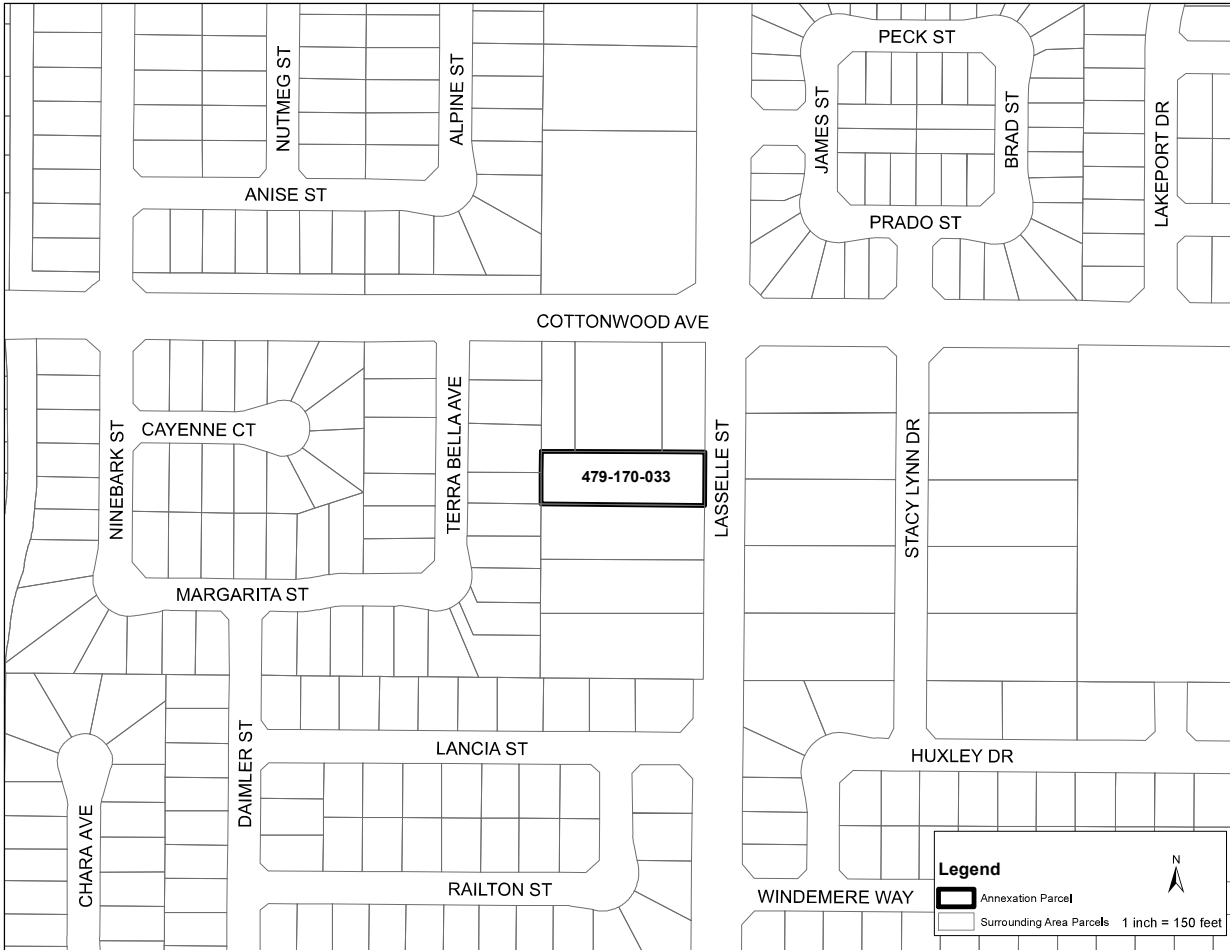 PECK ST
NUTMEG ST
ALPINE ST
JAMES ST
BRAD ST
LAKEPORT DR
ANISE ST
PRADO ST
COTTONWOOD AVE
NINEBARK ST
CAYENNE CT
TERRA BELLA AVE
479-170-033
LASSELLE ST
STACY LYNN DR
MARGARITA ST
DAIMLER ST
LANCIA ST
HUXLEY DR
CHARA AVE
RAILTON ST
WINDEMERE WAY
Legend
N
Annexation Parcel
Surrounding Area Parcels 1 inch = 150 feet